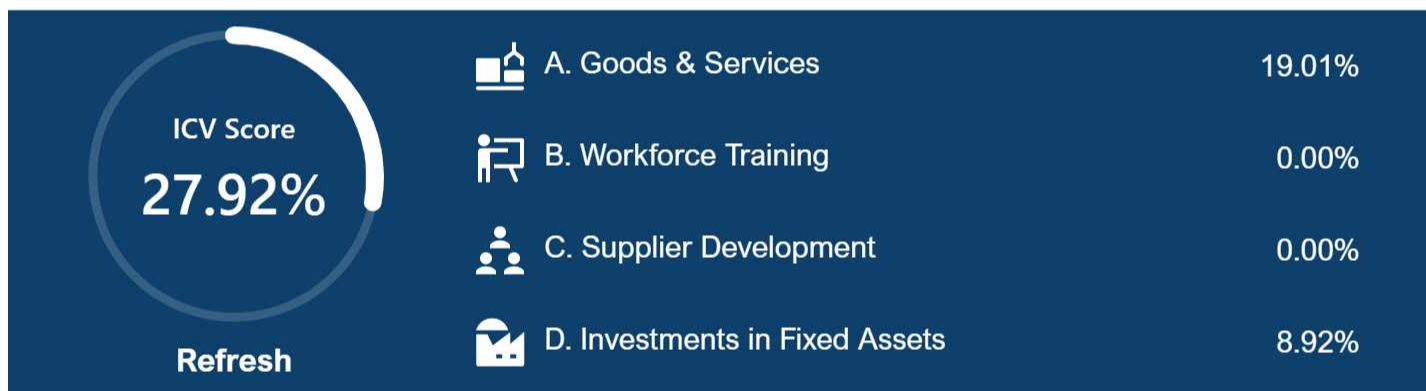 ICV Score
27.92%
Refresh
A. Goods & Services 19.01%
B. Workforce Training 0.00%
C. Supplier Development 0.00%
D. Investments in Fixed Assets 8.92%